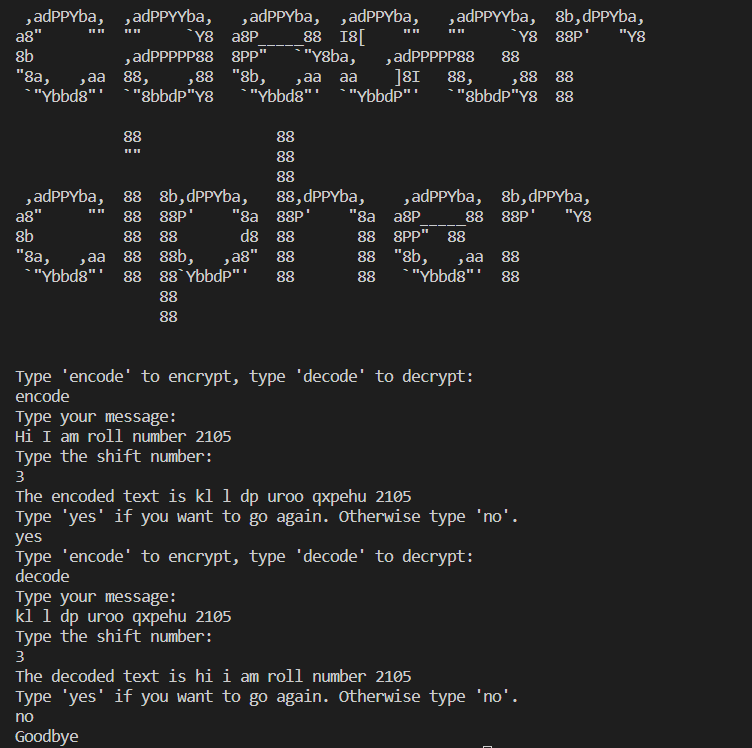 ,adPPYba,  ,adPPYYba,  ,adPPYba,  ,adPPYba,  ,adPPYYba,  8b,dPPYba,
a8"     ""  ""     `Y8  a8P_____88  I8[    ""  ""     `Y8  88P'   "Y8
8b          ,adPPPPP88  8PP"   `"Y8ba,   ,adPPPPP88   88
"8a,   ,aa  88,    ,88  "8b,   ,aa  aa    ]8I   88,    ,88  88
 `"Ybbd8"'  `"8bbdP"Y8   `"Ybbd8"'  `"YbbdP"'   `"8bbdP"Y8  88
            88               88
            ""               88
                             88
 ,adPPYba,  88  8b,dPPYba,   88,dPPYba,    ,adPPYba,  8b,dPPYba,
a8"     ""  88  88P'    "8a  88P'    "8a  a8P_____88  88P'   "Y8
8b          88  88       d8  88       88  8PP"  88
"8a,   ,aa  88  88b,   ,a8"  88       88  "8b,   ,aa  88
 `"Ybbd8"'  88  88`YbbdP"'   88       88   `"Ybbd8"'  88
                88
                88
Type 'encode' to encrypt, type 'decode' to decrypt:
encode
Type your message:
Hi I am roll number 2105
Type the shift number:
3
The encoded text is kl l dp uroo qxpehu 2105
Type 'yes' if you want to go again. Otherwise type 'no'.
yes
Type 'encode' to encrypt, type 'decode' to decrypt:
decode
Type your message:
kl l dp uroo qxpehu 2105
Type the shift number:
3
The decoded text is hi i am roll number 2105
Type 'yes' if you want to go again. Otherwise type 'no'.
no
Goodbye